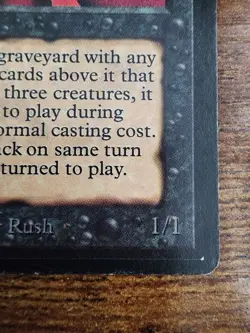 graveyard with any
cards above it that
three creatures, it
to play during
ormal casting cost.
ck on same turn
turned to play.
Rush
1/1